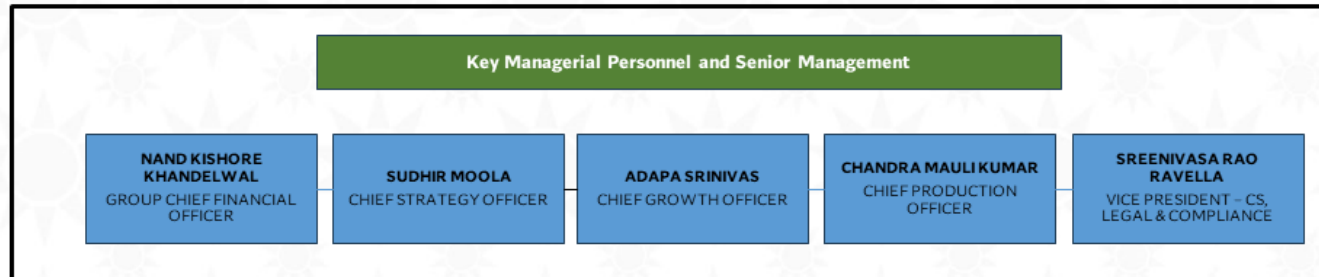 Key Managerial Personnel and Senior Management
NAND KISHORE
KHANDELWAL
GROUP CHIEF FINANCIAL
OFFICER
SUDHIR MOOLA
CHIEF STRATEGY OFFICER
ADAPA SRINIVAS
CHIEF GROWTH OFFICER
CHANDRA MAULI KUMAR
CHIEF PRODUCTION
OFFICER
SREENIVASA RAO
RAVELLA
VICE PRESIDENT – CS,
LEGAL & COMPLIANCE